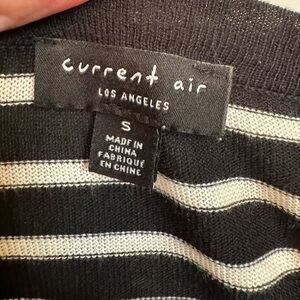 current air
LOS ANGELES
S
MADE IN
CHINA
FABRIQUÉ
EN CHINE